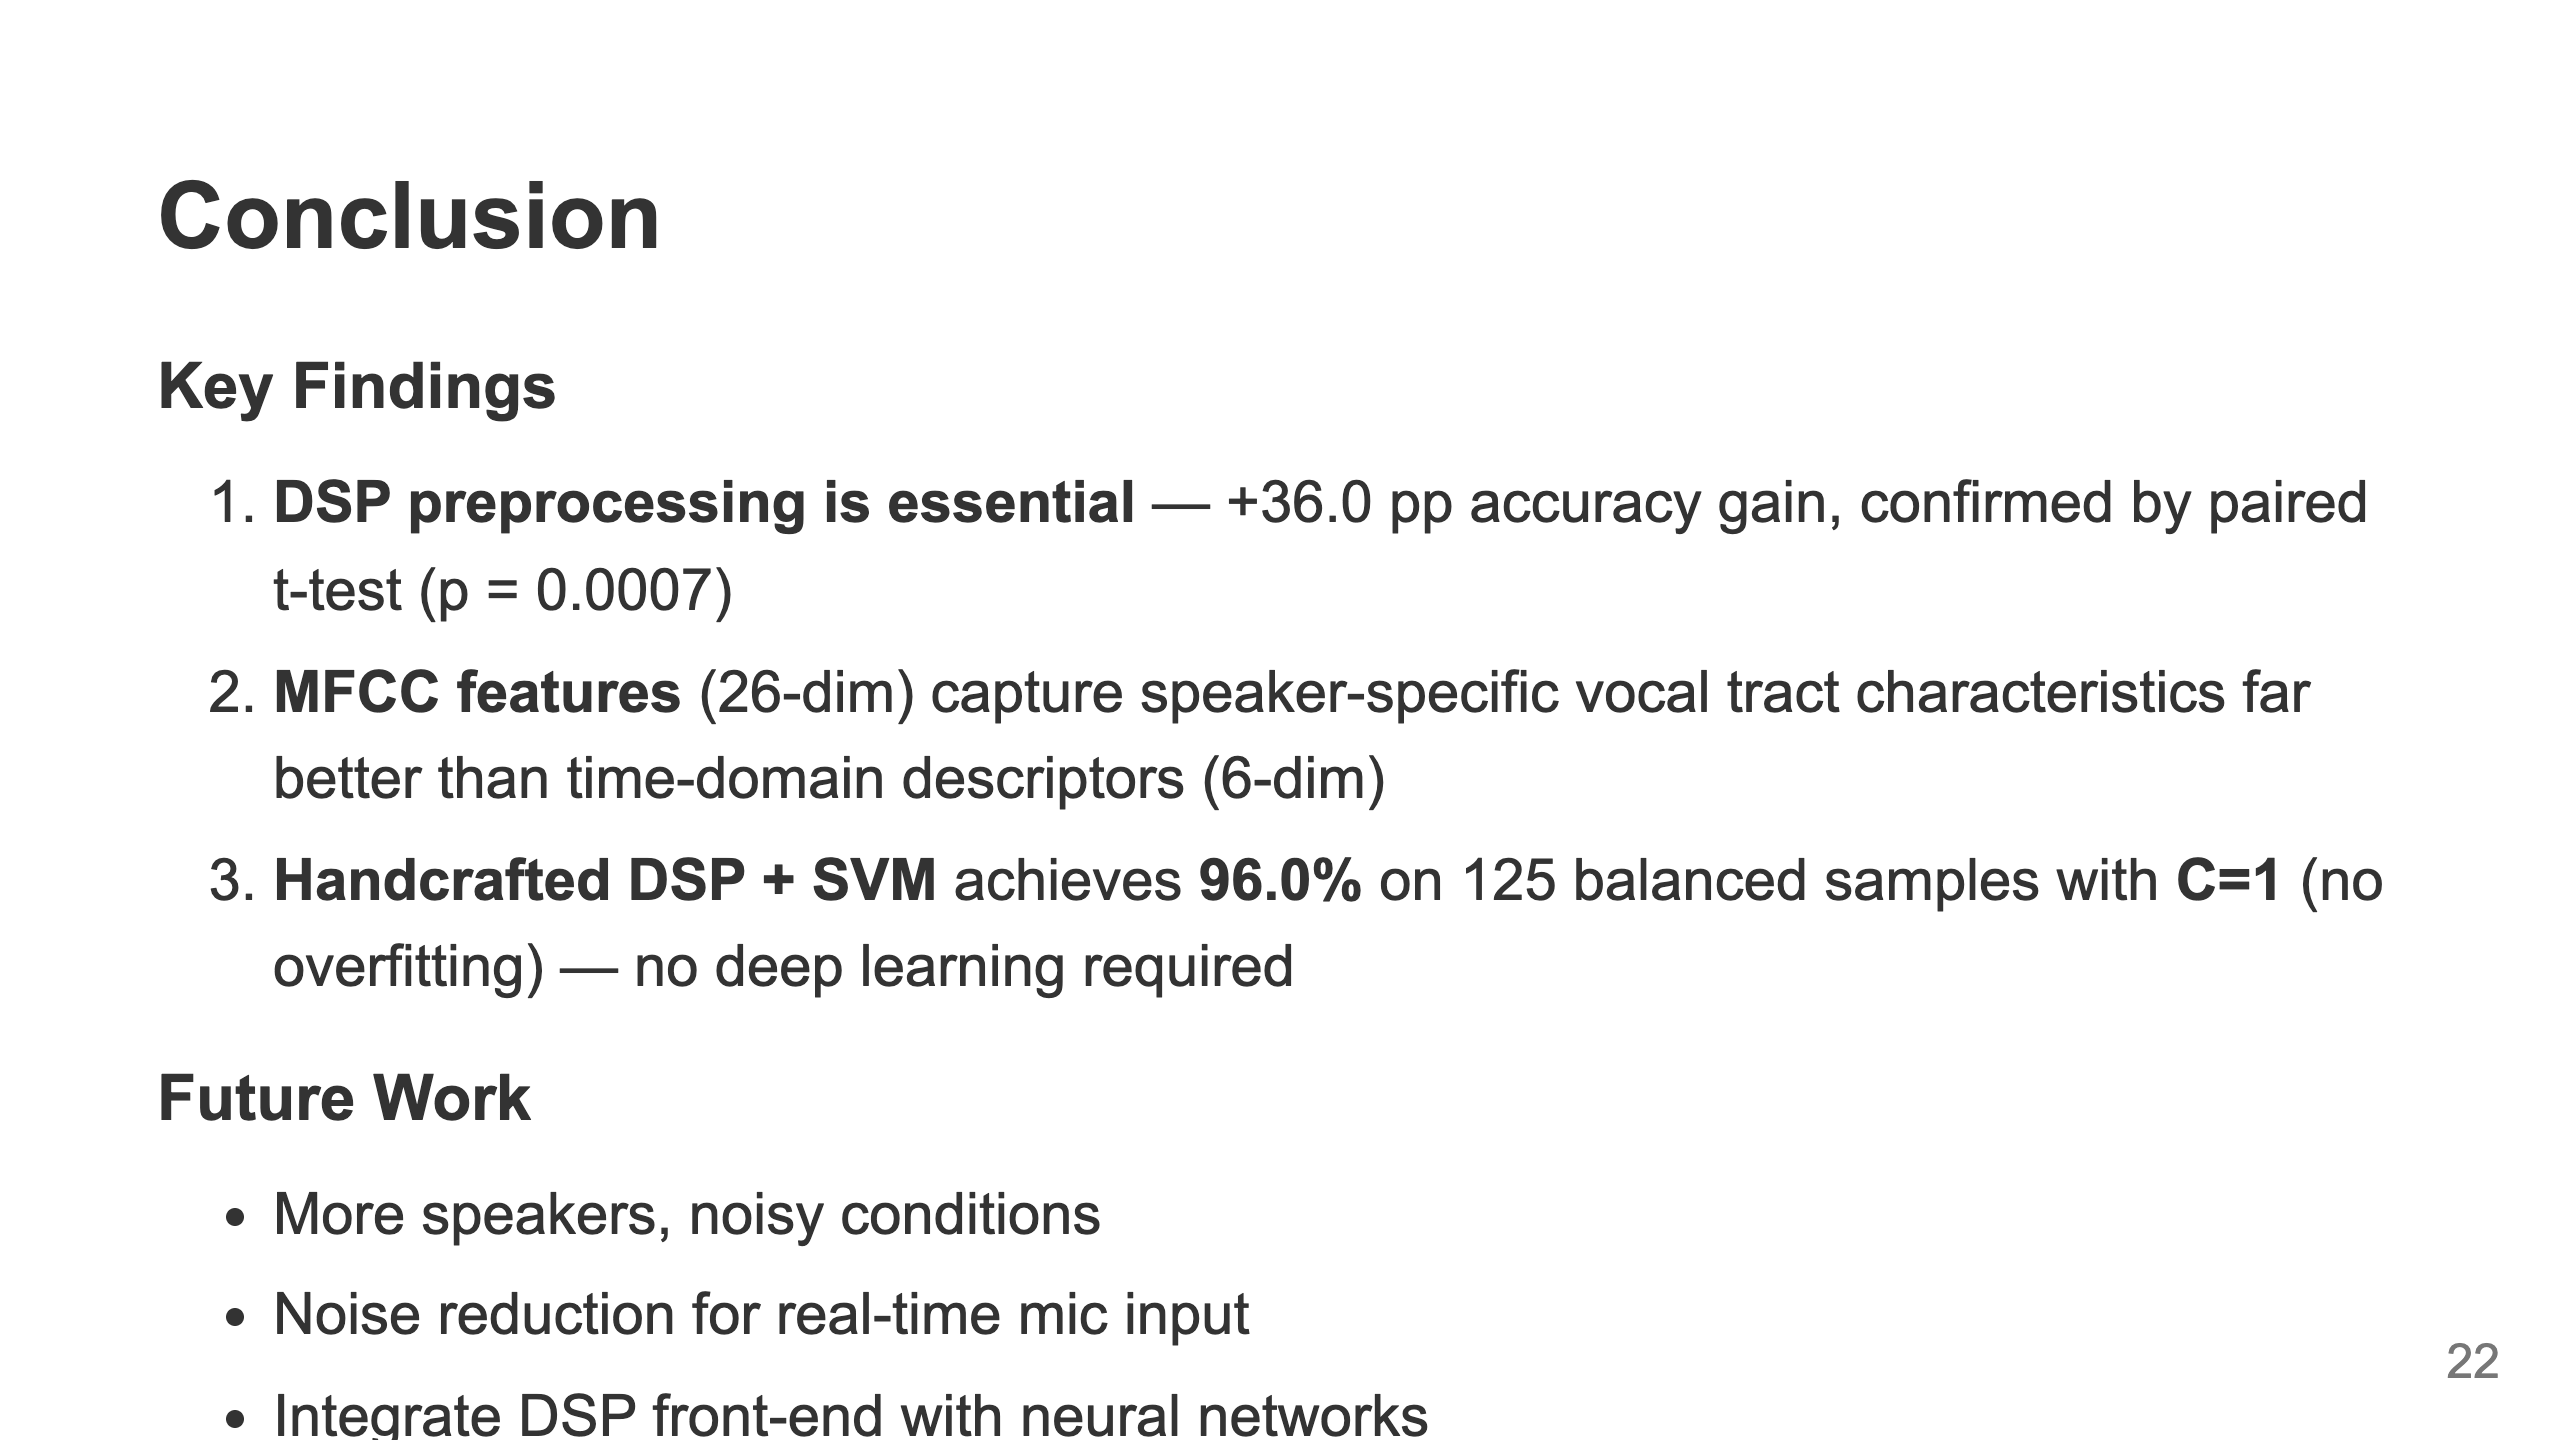 Conclusion
Key Findings
1. DSP preprocessing is essential — +36.0 pp accuracy gain, confirmed by paired
t-test (p = 0.0007)
2. MFCC features (26-dim) capture speaker-specific vocal tract characteristics far
better than time-domain descriptors (6-dim)
3. Handcrafted DSP + SVM achieves 96.0% on 125 balanced samples with C=1 (no
overfitting) — no deep learning required
Future Work
• More speakers, noisy conditions
• Noise reduction for real-time mic input
• Integrate DSP front-end with neural networks
22